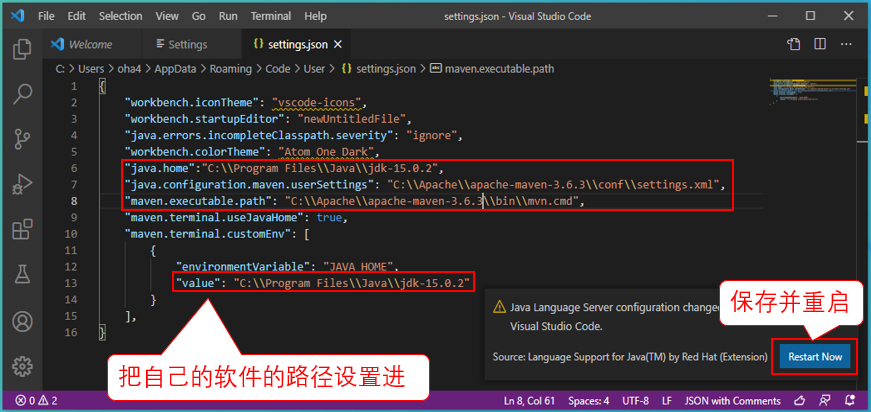 File Edit Selection View Go Run Terminal Help settings.json - Visual Studio Code
Welcome Settings {} settings.json
C: > Users > oha4 > AppData > Roaming > Code > User > {} settings.json > maven.executable.path
1 {
2 "workbench.iconTheme": "vscode-icons",
3 "workbench.startupEditor": "newUntitledFile",
4 "java.errors.incompleteClasspath.severity": "ignore",
5 "workbench.colorTheme": "Atom One Dark",
6 "java.home":"C:\\Program Files\\Java\\jdk-15.0.2",
7 "java.configuration.maven.userSettings": "C:\\Apache\\apache-maven-3.6.3\\conf\\settings.xml",
8 "maven.executable.path": "C:\\Apache\\apache-maven-3.6.3\\bin\\mvn.cmd",
9 "maven.terminal.useJavaHome": true,
10 "maven.terminal.customEnv": [
11 {
12 "environmentVariable": "JAVA_HOME",
13 "value": "C:\\Program Files\\Java\\jdk-15.0.2"
14 }
15 ],
16 }
Java Language Server configuration changed
Visual Studio Code.
Source: Language Support for Java(TM) by Red Hat (Extension)
Restart Now
保存并重启
把自己的软件的路径设置进
0 2 Ln 8, Col 61 Spaces: 4 UTF-8 LF JSON with Comments